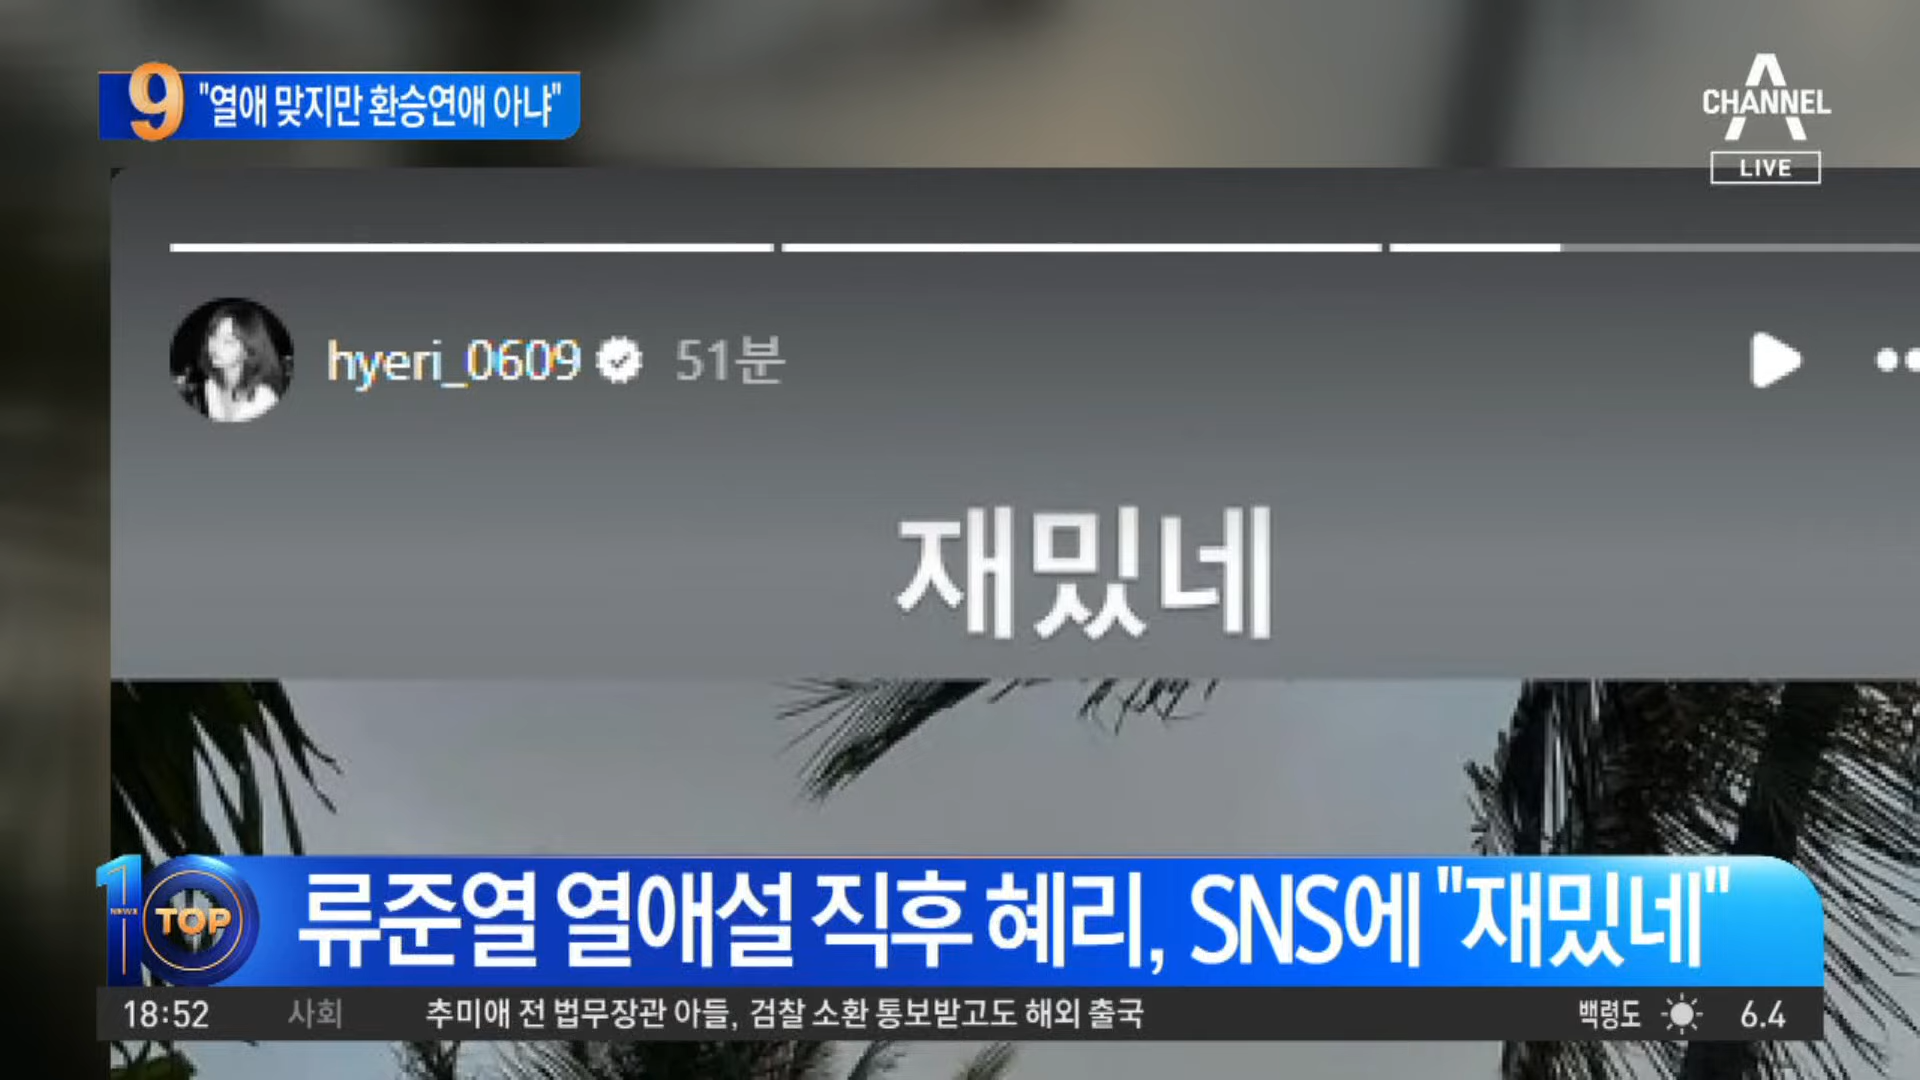 9 "열애 맞지만 환승연애 아냐"
CHANNEL A
LIVE
hyeri_0609 51분
재밌네
NEWS TOP 10
류준열 열애설 직후 혜리, SNS에 "재밌네"
18:52 사회 추미애 전 법무장관 아들, 검찰 소환 통보받고도 해외 출국 백령도 6.4